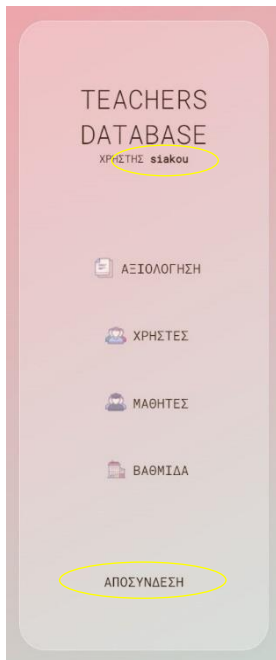 TEACHERS
DATABASE
ΧΡΗΣΤΗΣ siakou
ΑΞΙΟΛΟΓΗΣΗ
ΧΡΗΣΤΕΣ
ΜΑΘΗΤΕΣ
ΒΑΘΜΙΔΑ
ΑΠΟΣΥΝΔΕΣΗ